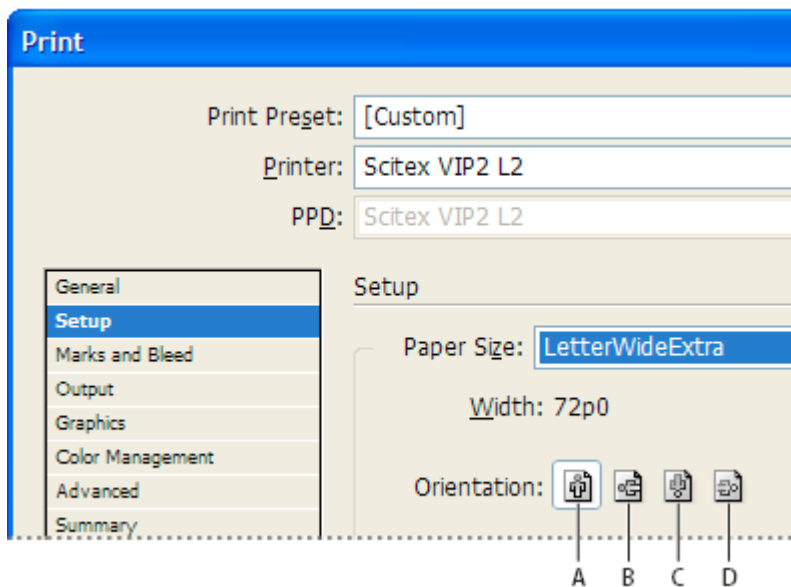 Print
Print Preset: [Custom]
Printer: Scitex VIP2 L2
PPD: Scitex VIP2 L2
General
Setup
Marks and Bleed
Output
Graphics
Color Management
Advanced
Summary
Setup
Paper Size: LetterWideExtra
Width: 72p0
Orientation:
A B C D